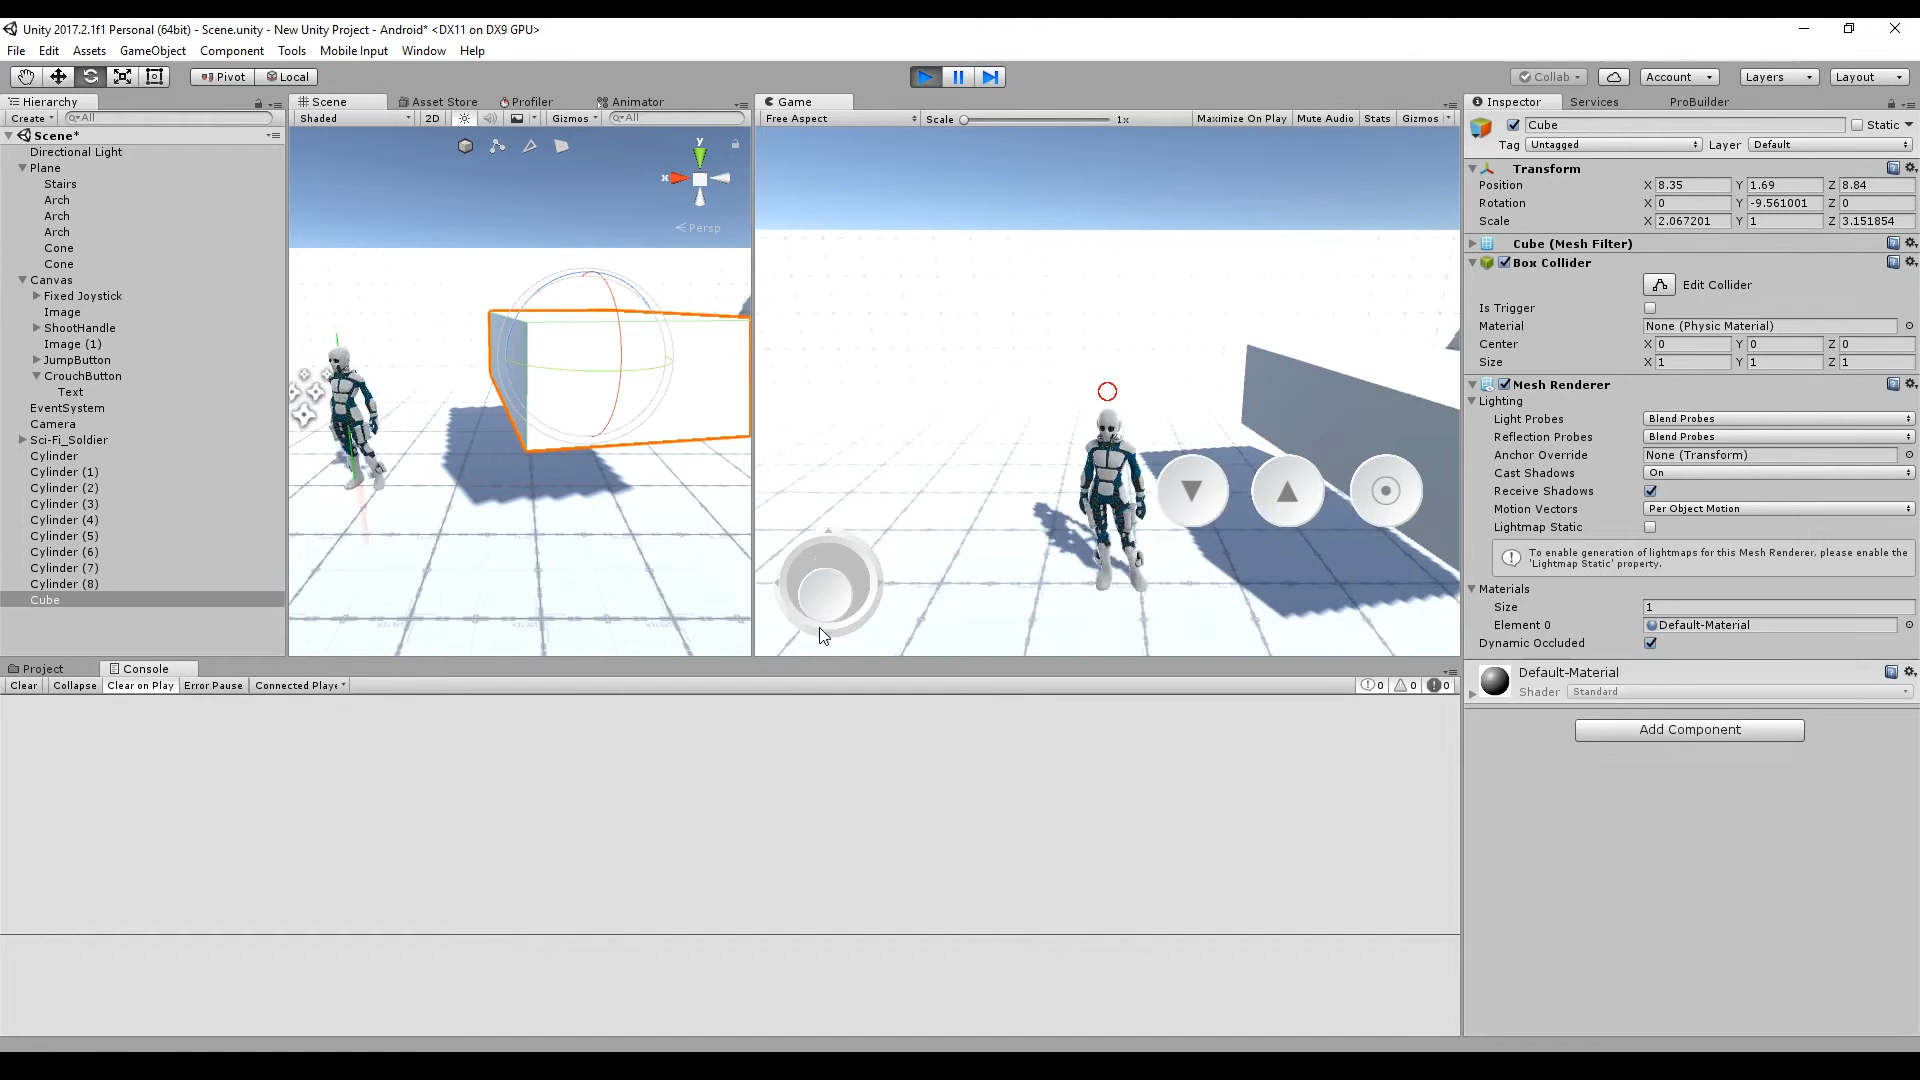 Unity 2017.2.1f1 Personal (64bit) - Scene.unity - New Unity Project - Android* <DX11 on DX9 GPU>
File Edit Assets GameObject Component Tools Mobile Input Window Help
Pivot Local Collab Account Layers Layout
Hierarchy
Create All
Scene*
Directional Light
Plane
Stairs
Arch
Arch
Arch
Cone
Cone
Canvas
Fixed Joystick
Image
ShootHandle
Image (1)
JumpButton
CrouchButton
Text
EventSystem
Camera
Sci-Fi_Soldier
Cylinder
Cylinder (1)
Cylinder (2)
Cylinder (3)
Cylinder (4)
Cylinder (5)
Cylinder (6)
Cylinder (7)
Cylinder (8)
Cube
Scene Asset Store Profiler Animator
Shaded 2D Gizmos All
y
x
Persp
Game
Free Aspect Scale 1x Maximize On Play Mute Audio Stats Gizmos
Project Console
Clear Collapse Clear on Play Error Pause Connected Playe
0 0 0
Inspector Services ProBuilder
Cube Static
Tag Untagged Layer Default
Transform
Position X 8.35 Y 1.69 Z 8.84
Rotation X 0 Y -9.561001 Z 0
Scale X 2.067201 Y 1 Z 3.151854
Cube (Mesh Filter)
Box Collider
Edit Collider
Is Trigger
Material None (Physic Material)
Center X 0 Y 0 Z 0
Size X 1 Y 1 Z 1
Mesh Renderer
Lighting
Light Probes Blend Probes
Reflection Probes Blend Probes
Anchor Override None (Transform)
Cast Shadows On
Receive Shadows
Motion Vectors Per Object Motion
Lightmap Static
To enable generation of lightmaps for this Mesh Renderer, please enable the
'Lightmap Static' property.
Materials
Size 1
Element 0 Default-Material
Dynamic Occluded
Default-Material
Shader Standard
Add Component